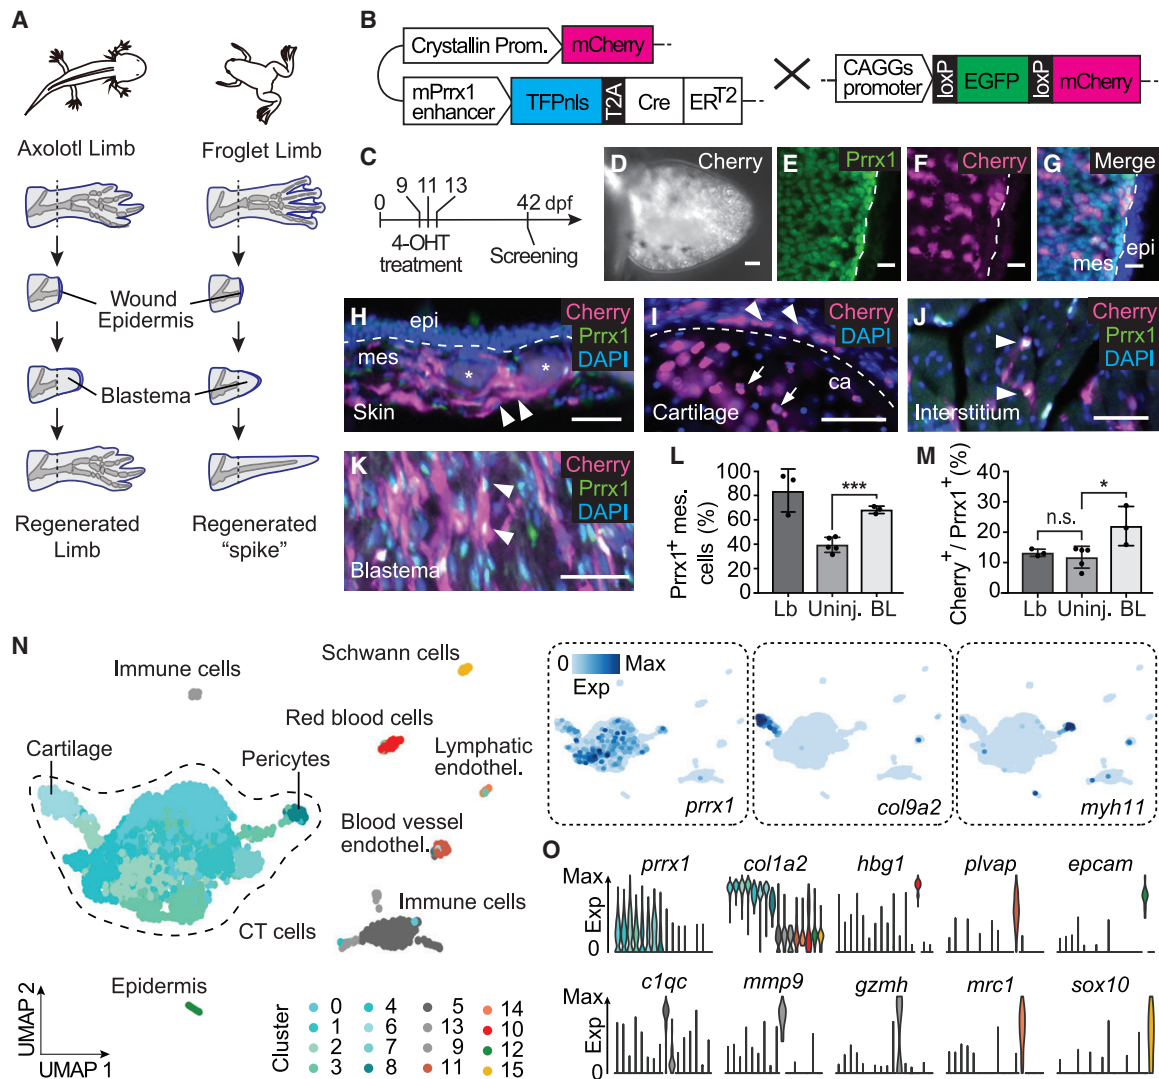 A
Axolotl Limb
Froglet Limb
Wound
Epidermis
Blastema
Regenerated
Limb
Regenerated
“spike”
B
Crystallin Prom.
mCherry
mPrrx1
enhancer
TFPnls
T2A
Cre
ERT2
CAGGs
promoter
loxP
EGFP
loxP
mCherry
C
9 11 13
0
42 dpf
4-OHT
treatment
Screening
D
Cherry
E
Prrx1
F
Cherry
G
Merge
epi
mes
H
Cherry
Prrx1
DAPI
epi
mes
*
*
Skin
I
Cherry
DAPI
ca
Cartilage
J
Cherry
Prrx1
DAPI
Interstitium
K
Cherry
Prrx1
DAPI
Blastema
L
Prrx1+ mes.
cells (%)
100
80
60
40
20
0
***
Lb Uninj. BL
M
Cherry+ / Prrx1+ (%)
40
30
20
10
0
n.s.
*
Lb Uninj. BL
N
Immune cells
Schwann cells
Red blood cells
Cartilage
Pericytes
Lymphatic
endothel.
Blood vessel
endothel.
Immune cells
CT cells
Epidermis
UMAP 2
UMAP 1
Cluster
0 4 5 14
1 6 13 10
2 7 9 12
3 8 11 15
0 Max
Exp
prrx1
col9a2
myh11
O
prrx1 col1a2 hbg1 plvap epcam
Max
Exp
0
c1qc mmp9 gzmh mrc1 sox10
Max
Exp
0